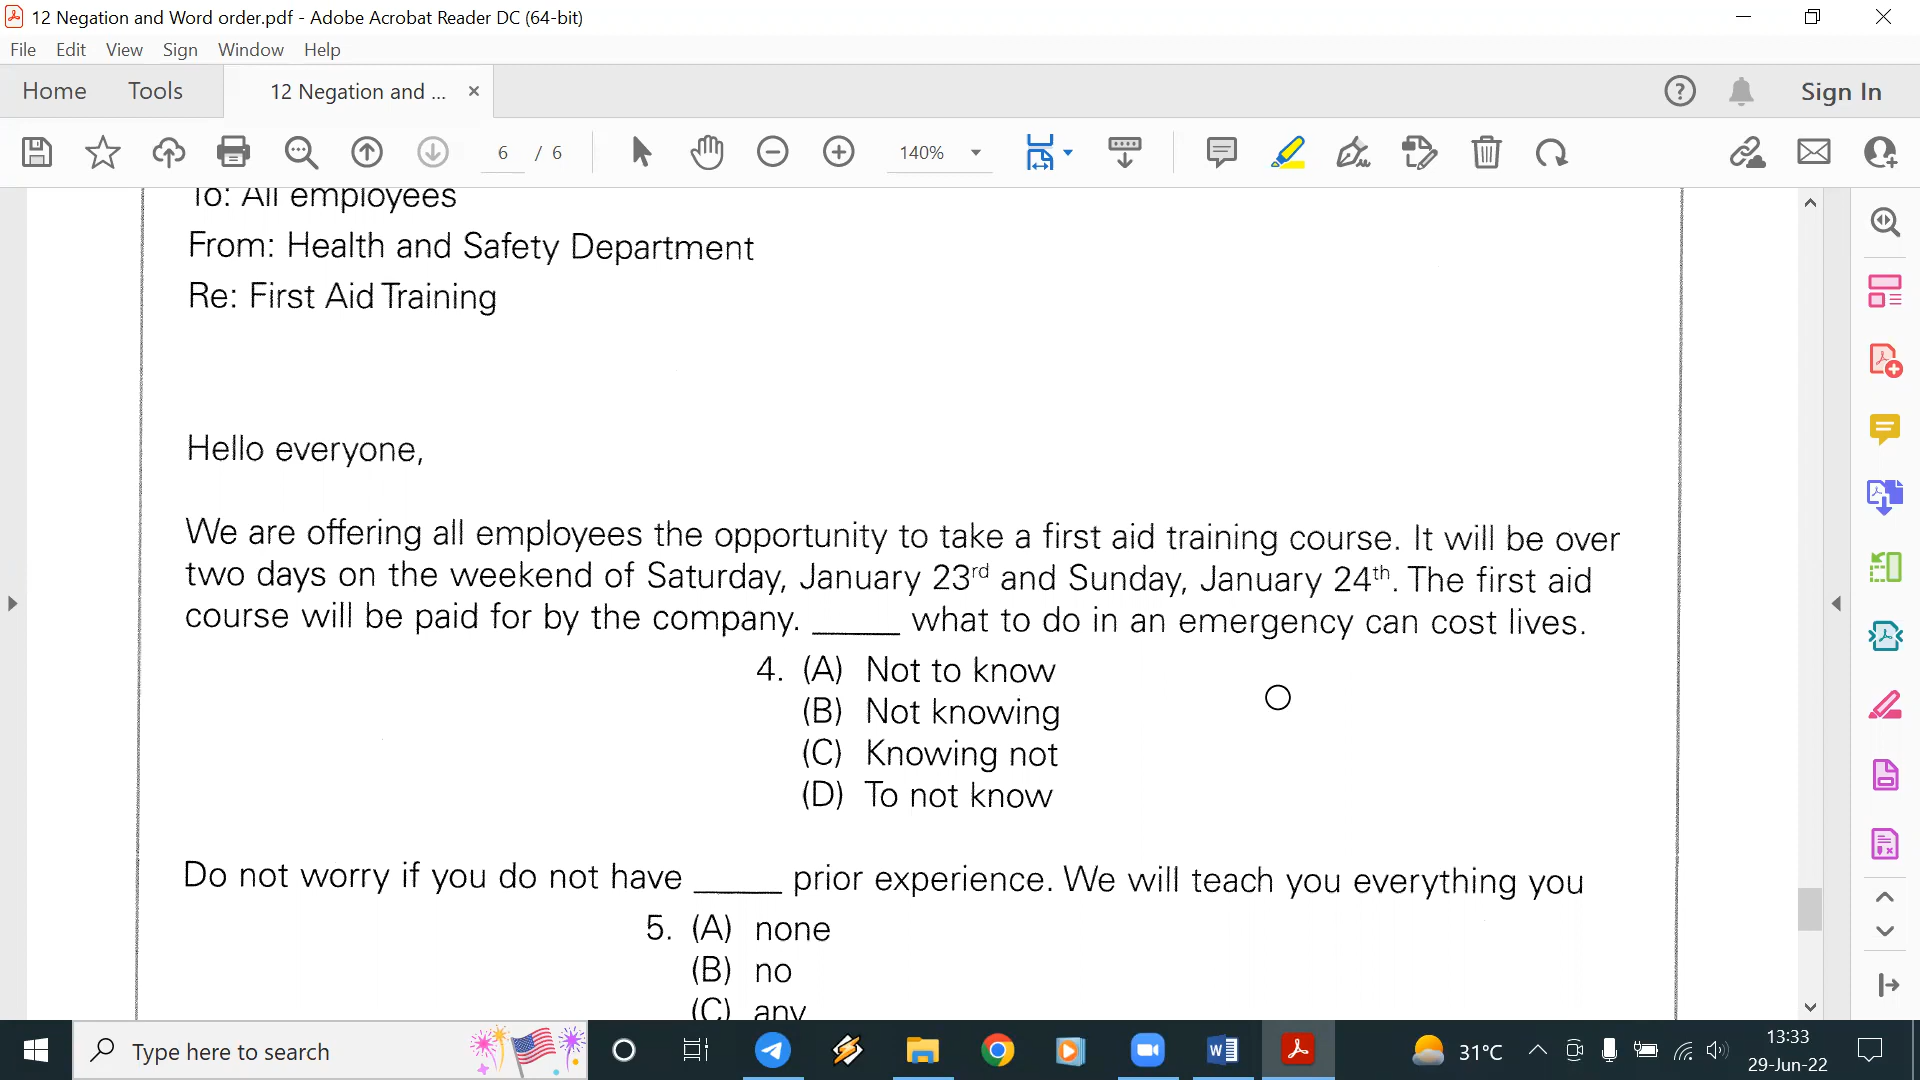 12 Negation and Word order.pdf - Adobe Acrobat Reader DC (64-bit)
File Edit View Sign Window Help
Home Tools 12 Negation and ... × Sign In
6 / 6 140%
To: All employees
From: Health and Safety Department
Re: First Aid Training
Hello everyone,
We are offering all employees the opportunity to take a first aid training course. It will be over
two days on the weekend of Saturday, January 23rd and Sunday, January 24th. The first aid
course will be paid for by the company. _____ what to do in an emergency can cost lives.
4. (A) Not to know
(B) Not knowing
(C) Knowing not
(D) To not know
Do not worry if you do not have _____ prior experience. We will teach you everything you
5. (A) none
(B) no
(C) any
Type here to search
31°C
13:33
29-Jun-22